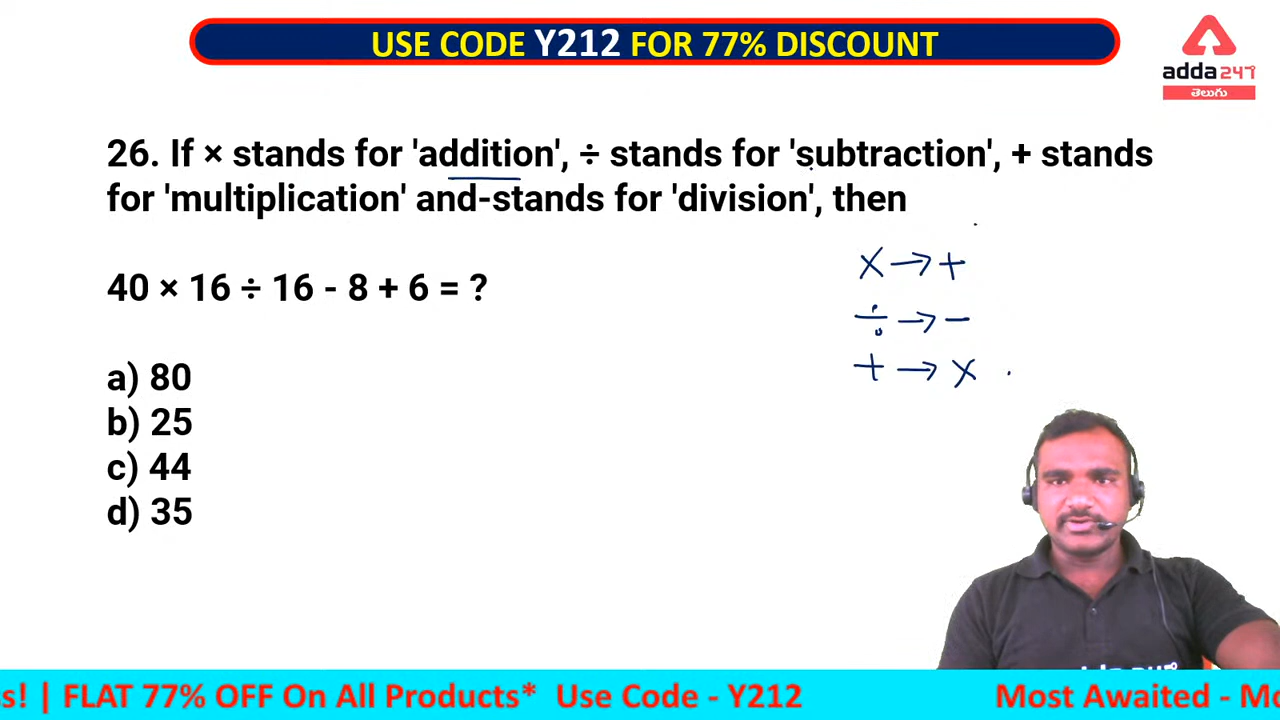 USE CODE Y212 FOR 77% DISCOUNT
adda247
తెలుగు
26. If × stands for 'addition', ÷ stands for 'subtraction', + stands
for 'multiplication' and-stands for 'division', then
× → +
40 × 16 ÷ 16 - 8 + 6 = ?
÷ → -
+ → ×
a) 80
b) 25
c) 44
d) 35
s! | FLAT 77% OFF On All Products* Use Code - Y212 Most Awaited - Mo